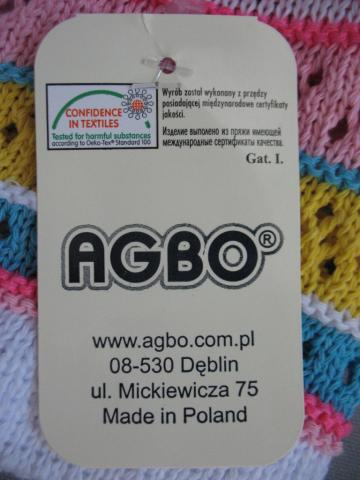 CONFIDENCE
IN TEXTILES
Tested for harmful substances
according to Oeko-Tex® Standard 100
Wyrób został wykonany z przędzy
posiadającej międzynarodowe certyfikaty
jakości.
Изделие выполено из пряжи имеющей
международные сертификаты качества.
Gat. I.
AGBO®
www.agbo.com.pl
08-530 Dęblin
ul. Mickiewicza 75
Made in Poland